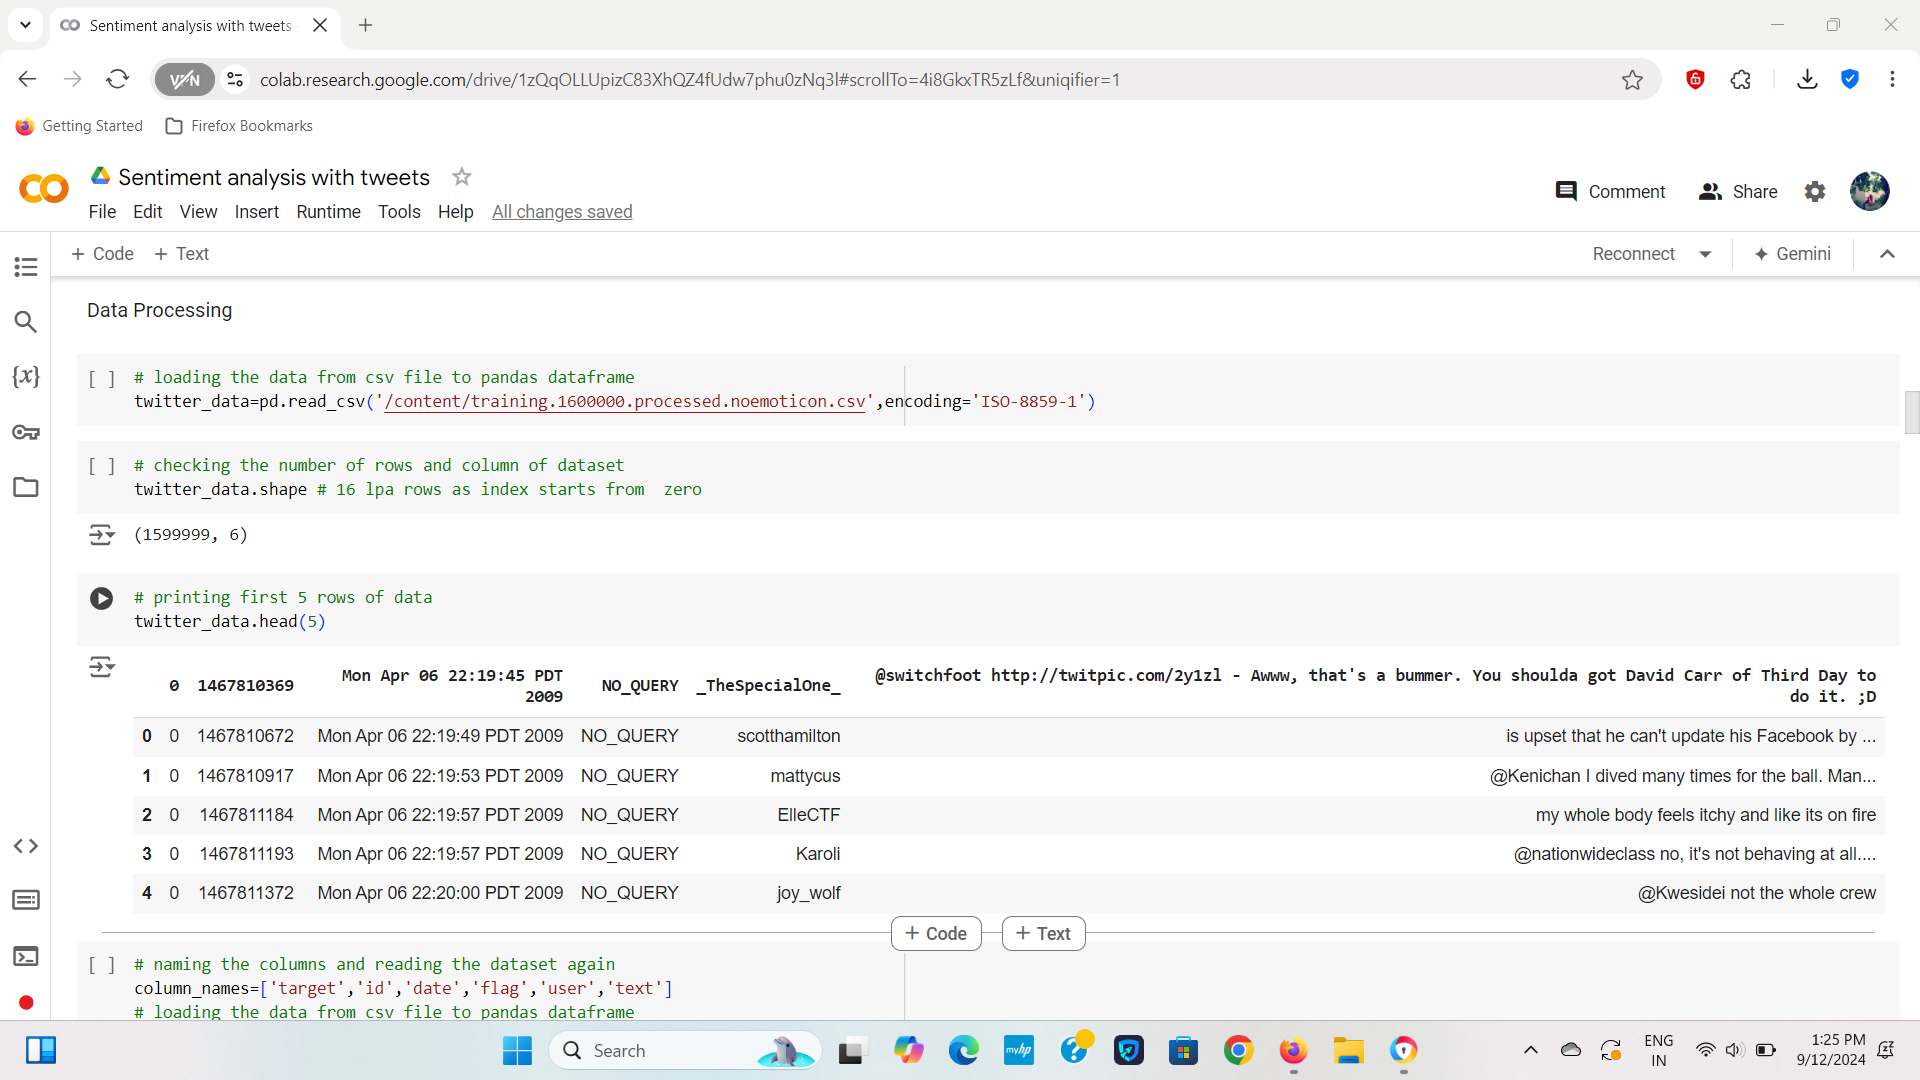 Sentiment analysis with tweets
VPN
colab.research.google.com/drive/1zQqOLLUpizC83XhQZ4fUdw7phu0zNq3l#scrollTo=4i8GkxTR5zLf&uniqifier=1
Getting Started Firefox Bookmarks
Sentiment analysis with tweets
Comment Share
File Edit View Insert Runtime Tools Help All changes saved
+ Code + Text Reconnect Gemini
Data Processing
{x}
[ ] # loading the data from csv file to pandas dataframe
twitter_data=pd.read_csv('/content/training.1600000.processed.noemoticon.csv',encoding='ISO-8859-1')
[ ] # checking the number of rows and column of dataset
twitter_data.shape # 16 lpa rows as index starts from  zero
(1599999, 6)
# printing first 5 rows of data
twitter_data.head(5)
0 1467810369 Mon Apr 06 22:19:45 PDT 2009 NO_QUERY _TheSpecialOne_ @switchfoot http://twitpic.com/2y1zl - Awww, that's a bummer. You shoulda got David Carr of Third Day to do it. ;D
0 0 1467810672 Mon Apr 06 22:19:49 PDT 2009 NO_QUERY scotthamilton is upset that he can't update his Facebook by ...
1 0 1467810917 Mon Apr 06 22:19:53 PDT 2009 NO_QUERY mattycus @Kenichan I dived many times for the ball. Man...
2 0 1467811184 Mon Apr 06 22:19:57 PDT 2009 NO_QUERY ElleCTF my whole body feels itchy and like its on fire
3 0 1467811193 Mon Apr 06 22:19:57 PDT 2009 NO_QUERY Karoli @nationwideclass no, it's not behaving at all....
4 0 1467811372 Mon Apr 06 22:20:00 PDT 2009 NO_QUERY joy_wolf @Kwesidei not the whole crew
+ Code + Text
[ ] # naming the columns and reading the dataset again
column_names=['target','id','date','flag','user','text']
# loading the data from csv file to pandas dataframe
Search
myhp
ENG
IN
1:25 PM
9/12/2024